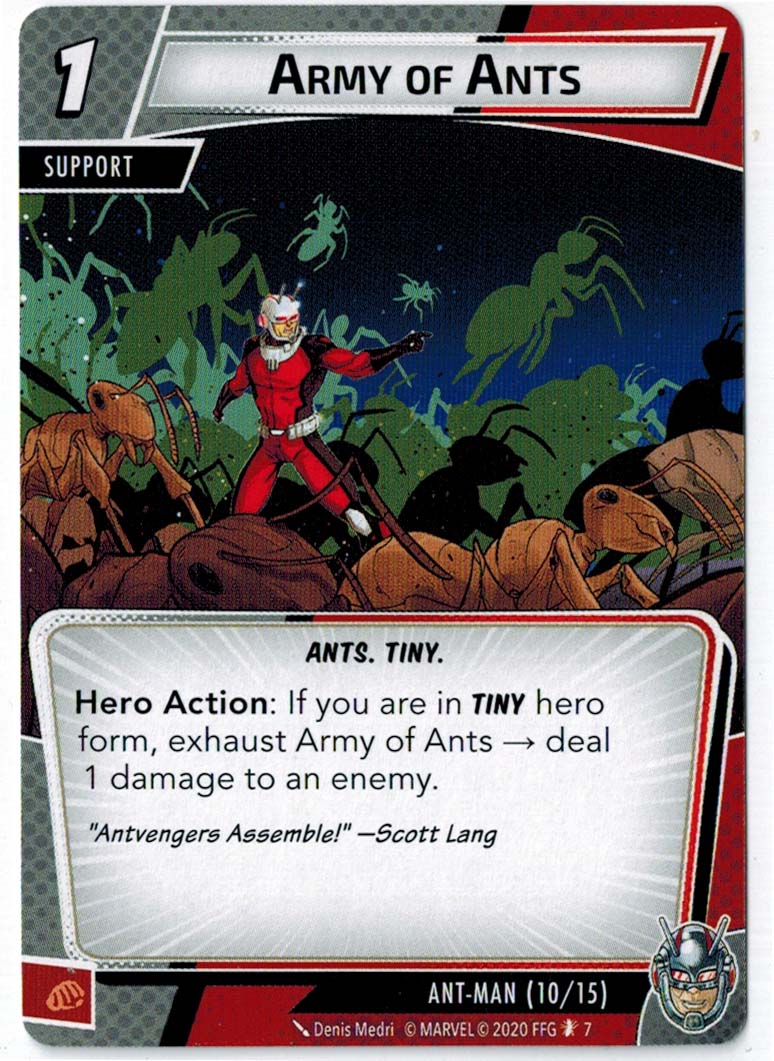 1
ARMY OF ANTS
SUPPORT
ANTS. TINY.
Hero Action: If you are in TINY hero
form, exhaust Army of Ants → deal
1 damage to an enemy.
"Antvengers Assemble!" —Scott Lang
ANT-MAN (10/15)
Denis Medri © MARVEL © 2020 FFG 7